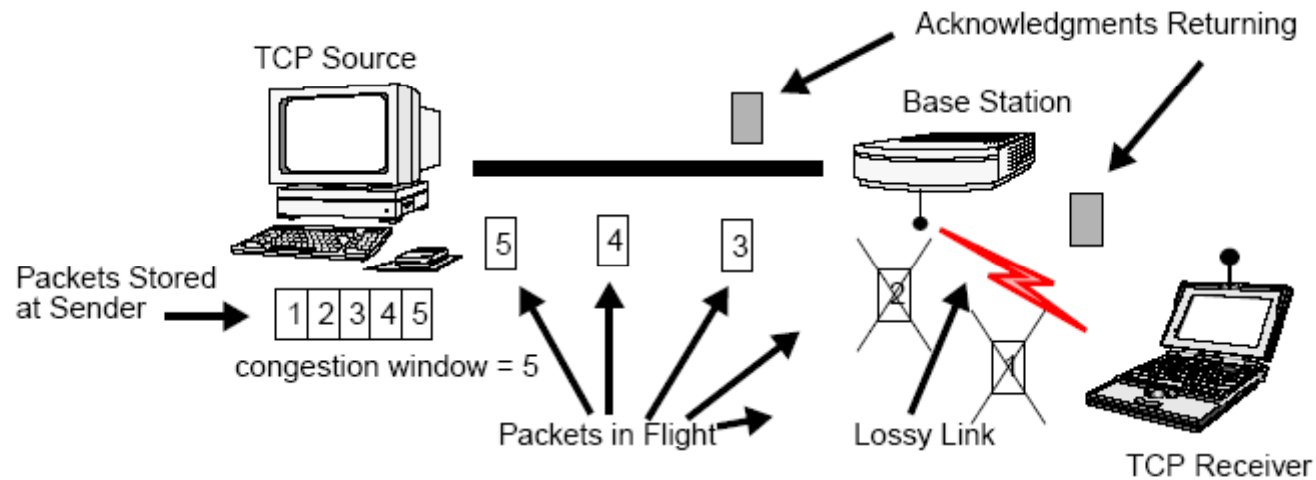 Acknowledgments Returning
TCP Source
Base Station
5
4
3
2
1
Packets Stored
at Sender
1 2 3 4 5
congestion window = 5
Packets in Flight
Lossy Link
TCP Receiver